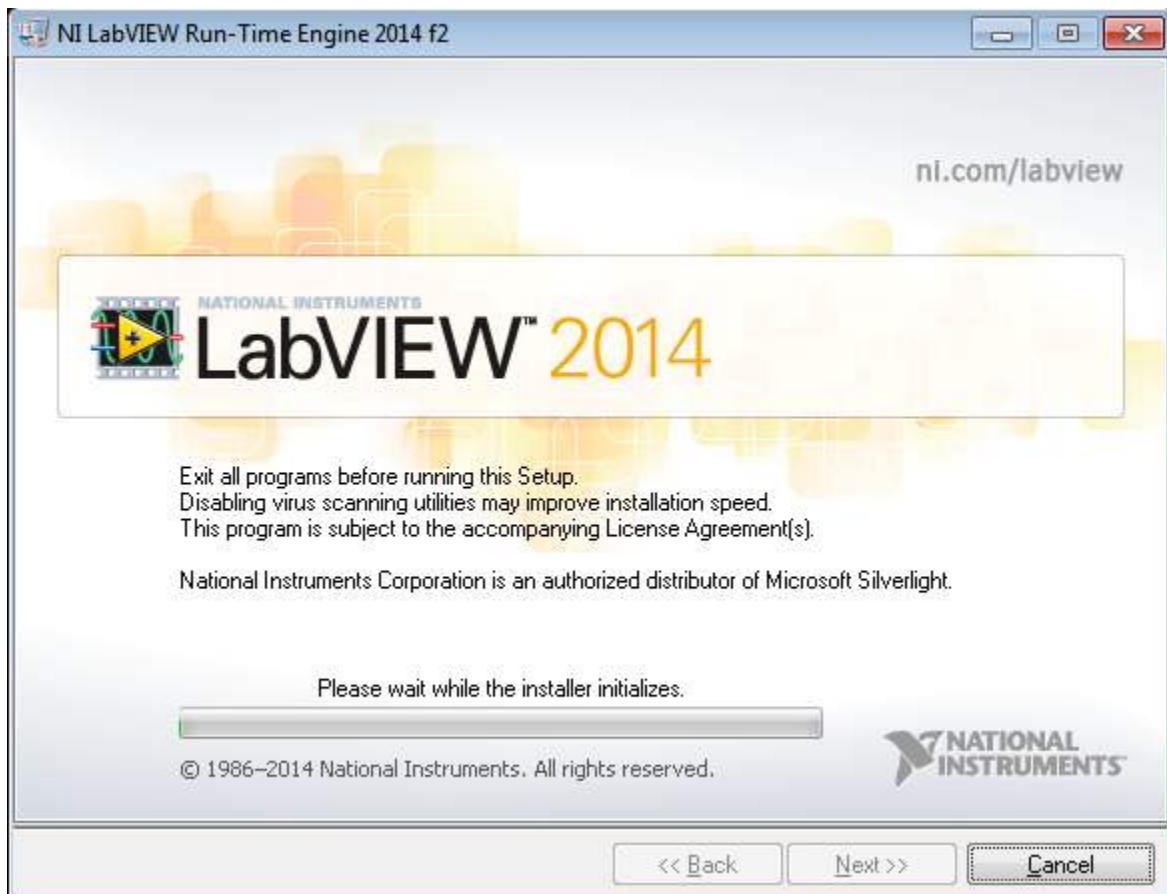 NI LabVIEW Run-Time Engine 2014 f2
ni.com/labview
NATIONAL INSTRUMENTS
LabVIEW™ 2014
Exit all programs before running this Setup.
Disabling virus scanning utilities may improve installation speed.
This program is subject to the accompanying License Agreement(s).
National Instruments Corporation is an authorized distributor of Microsoft Silverlight.
Please wait while the installer initializes.
© 1986–2014 National Instruments. All rights reserved.
NATIONAL
INSTRUMENTS
<< Back
Next >>
Cancel